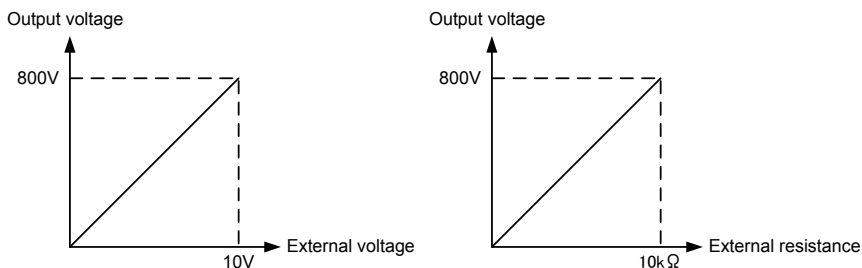 Output voltage
800V
External voltage
10V
Output voltage
800V
External resistance
10kΩ